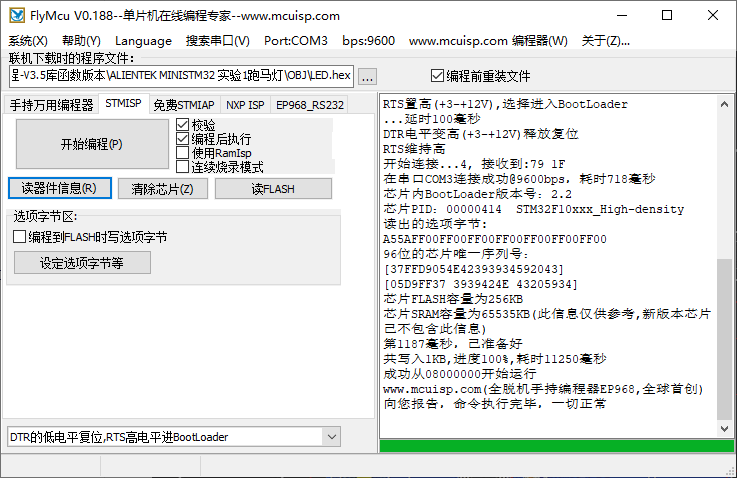 FlyMcu V0.188--单片机在线编程专家--www.mcuisp.com
系统(X) 帮助(Y) Language 搜索串口(V) Port:COM3 bps:9600 www.mcuisp.com 编程器(W) 关于(Z)...
联机下载时的程序文件:
-V3.5库函数版本\ALIENTEK MINISTM32 实验1跑马灯\OBJ\LED.hex ... 编程前重装文件
手持万用编程器 STMISP 免费STMIAP NXP ISP EP968_RS232
开始编程(P)
校验
编程后执行
使用RamIsp
连续烧录模式
读器件信息(R) 清除芯片(Z) 读FLASH
选项字节区:
编程到FLASH时写选项字节
设定选项字节等
DTR的低电平复位,RTS高电平进BootLoader
RTS置高(+3-+12V),选择进入BootLoader
...延时100毫秒
DTR电平变高(+3-+12V)释放复位
RTS维持高
开始连接...4, 接收到:79 1F
在串口COM3连接成功@9600bps, 耗时718毫秒
芯片内BootLoader版本号: 2.2
芯片PID: 00000414 STM32F10xxx_High-density
读出的选项字节:
A55AFF00FF00FF00FF00FF00FF00FF00
96位的芯片唯一序列号:
[37FFD9054E42393934592043]
[05D9FF37 3939424E 43205934]
芯片FLASH容量为256KB
芯片SRAM容量为65535KB(此信息仅供参考,新版本芯片
已不包含此信息)
第1187毫秒, 已准备好
共写入1KB,进度100%,耗时11250毫秒
成功从08000000开始运行
www.mcuisp.com(全脱机手持编程器EP968,全球首创)
向您报告, 命令执行完毕, 一切正常